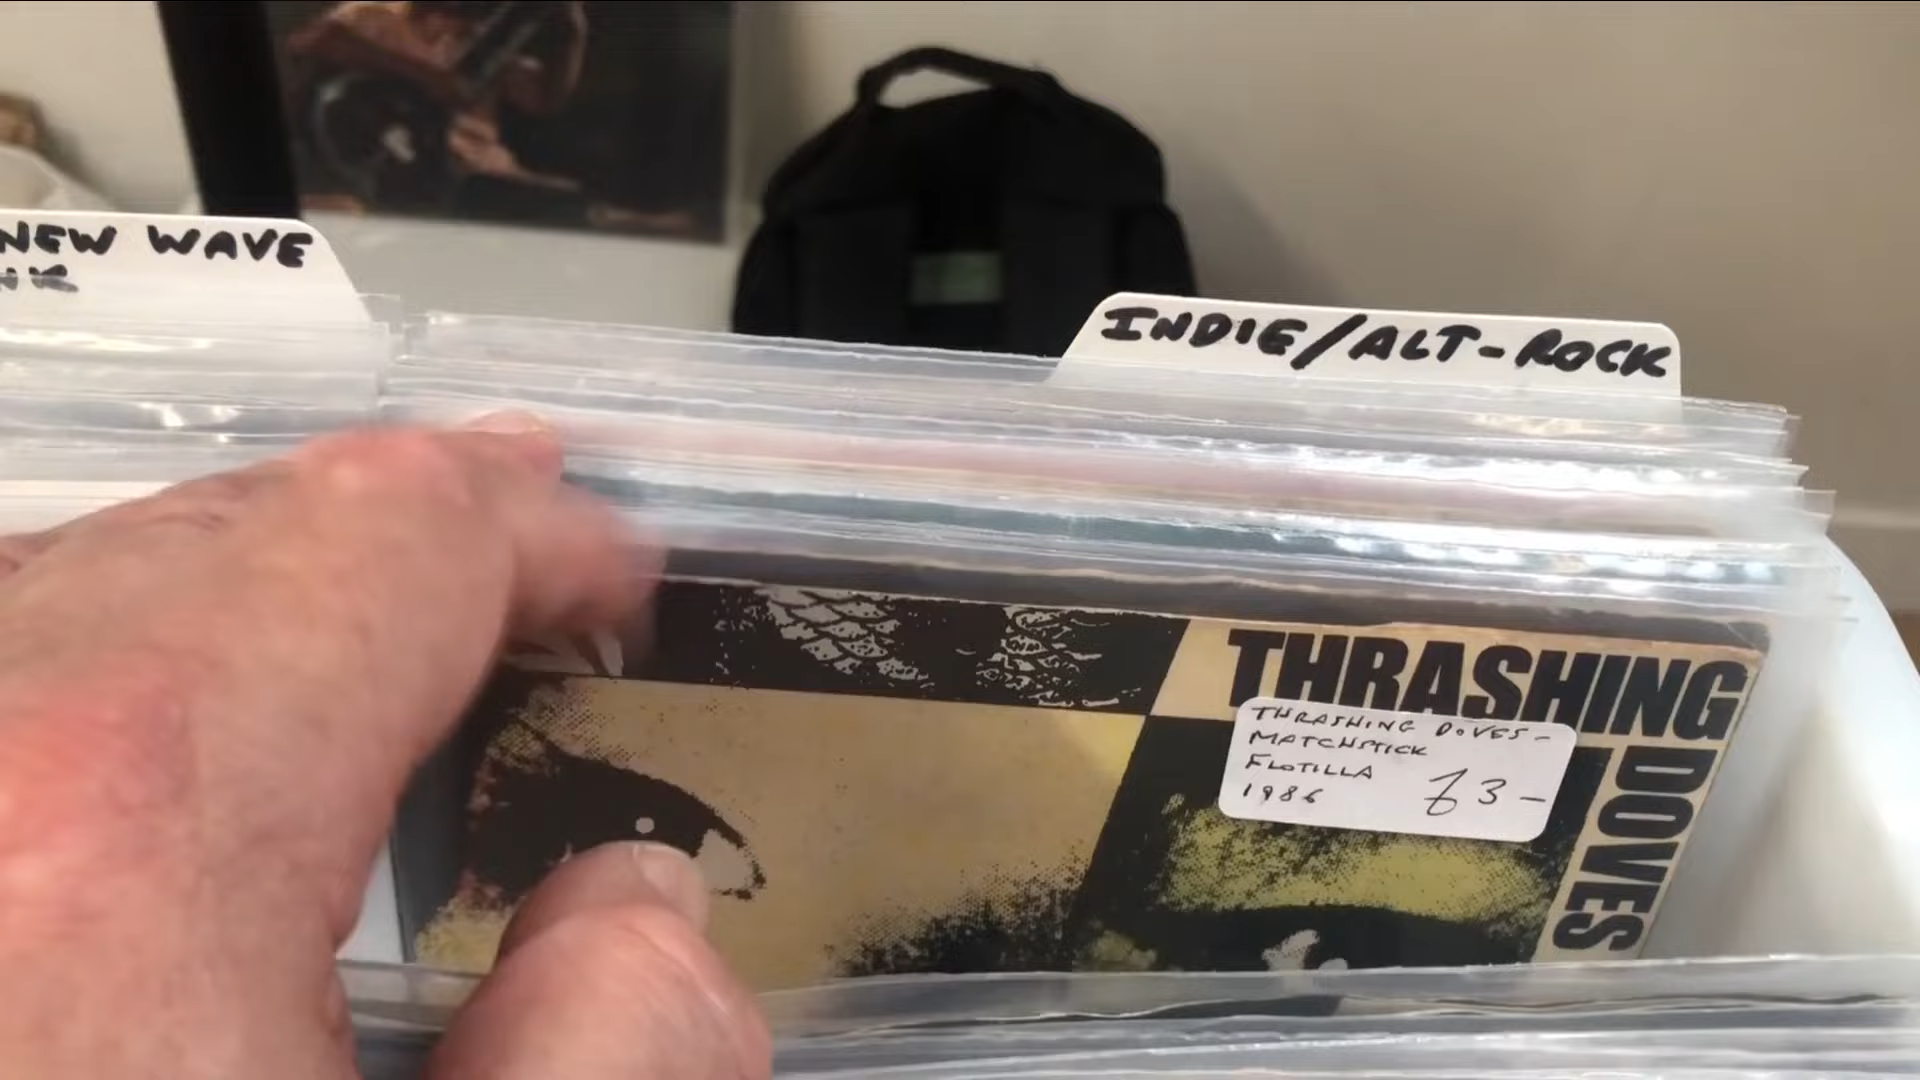 NEW WAVE
INDIE/ALT-ROCK
THRASHING
DOVES
THRASHING DOVES -
MATCHSTICK
FLOTILLA
1986 £3-